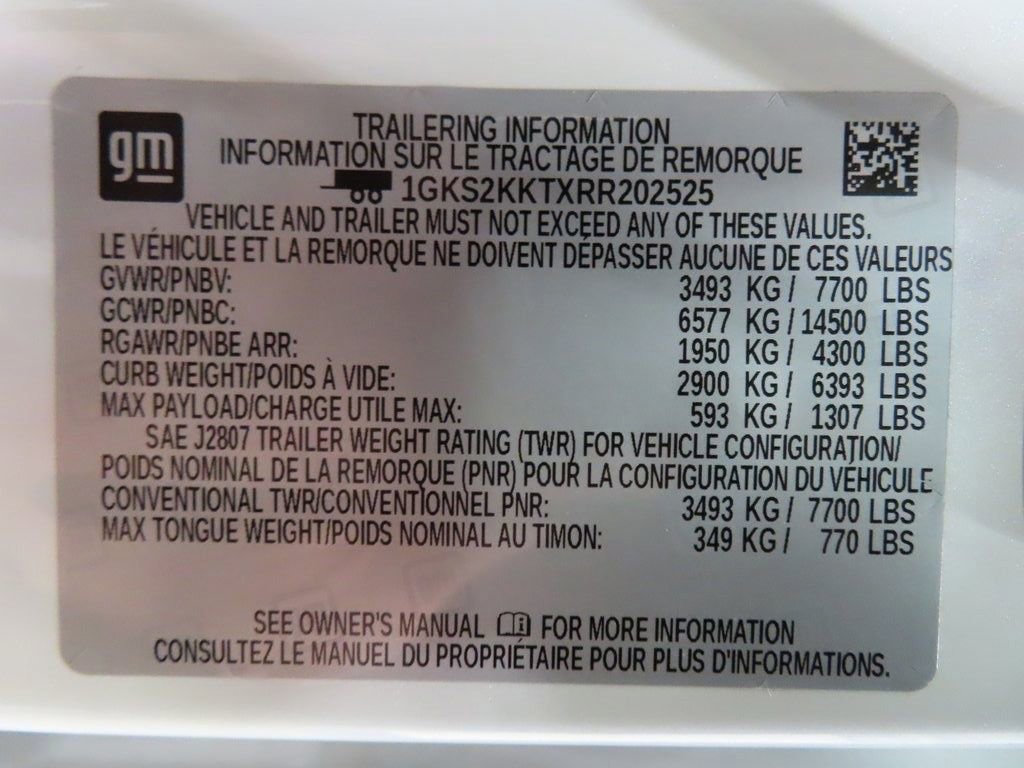 gm
TRAILERING INFORMATION
INFORMATION SUR LE TRACTAGE DE REMORQUE
1GKS2KKTXRR202525
VEHICLE AND TRAILER MUST NOT EXCEED ANY OF THESE VALUES.
LE VÉHICULE ET LA REMORQUE NE DOIVENT DÉPASSER AUCUNE DE CES VALEURS
GVWR/PNBV: 3493 KG / 7700 LBS
GCWR/PNBC: 6577 KG / 14500 LBS
RGAWR/PNBE ARR: 1950 KG / 4300 LBS
CURB WEIGHT/POIDS À VIDE: 2900 KG / 6393 LBS
MAX PAYLOAD/CHARGE UTILE MAX: 593 KG / 1307 LBS
SAE J2807 TRAILER WEIGHT RATING (TWR) FOR VEHICLE CONFIGURATION/
POIDS NOMINAL DE LA REMORQUE (PNR) POUR LA CONFIGURATION DU VÉHICULE
CONVENTIONAL TWR/CONVENTIONNEL PNR: 3493 KG / 7700 LBS
MAX TONGUE WEIGHT/POIDS NOMINAL AU TIMON: 349 KG / 770 LBS
SEE OWNER'S MANUAL FOR MORE INFORMATION
CONSULTEZ LE MANUEL DU PROPRIÉTAIRE POUR PLUS D'INFORMATIONS.